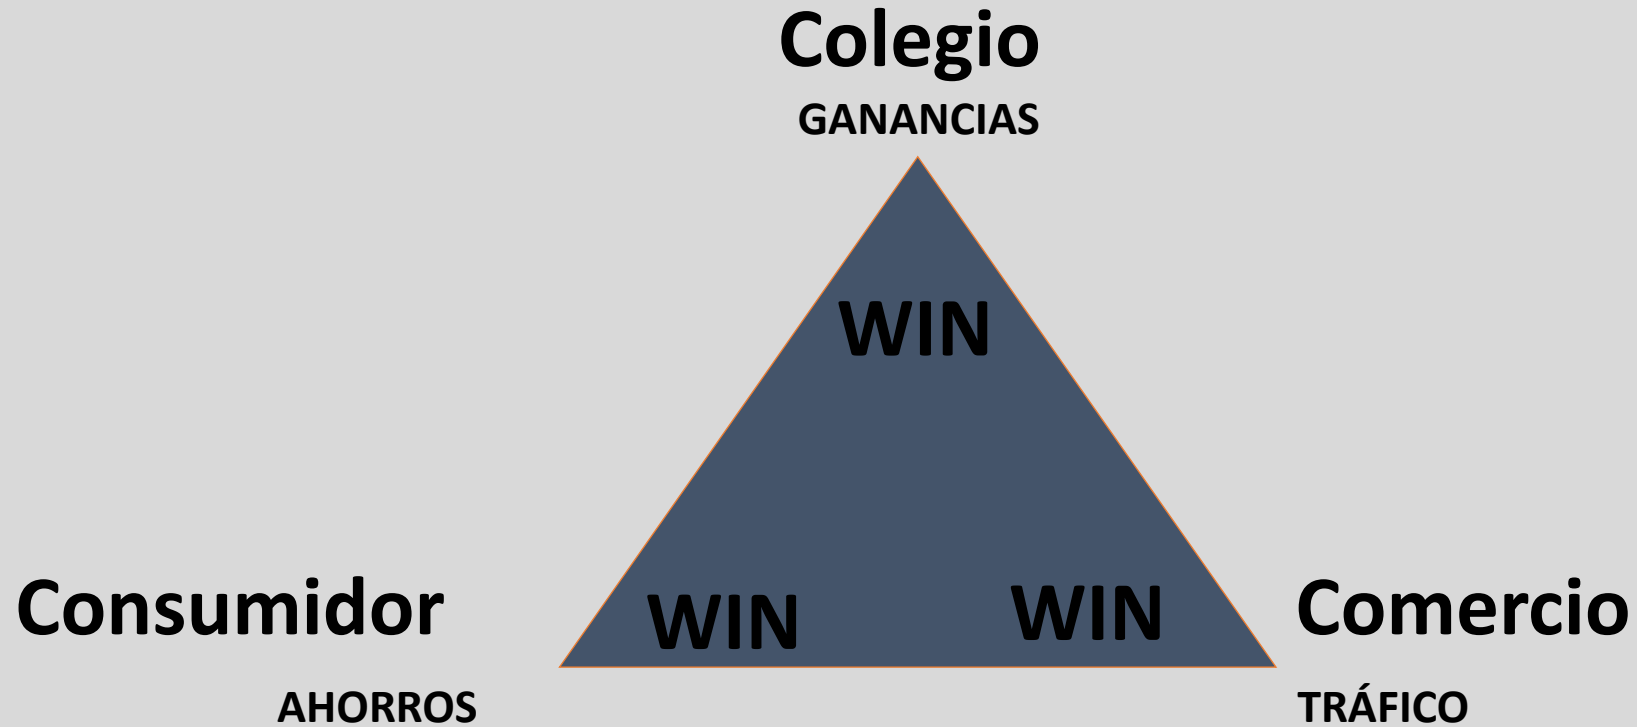 Colegio
GANANCIAS
WIN
Consumidor
WIN
WIN
Comercio
AHORROS
TRÁFICO